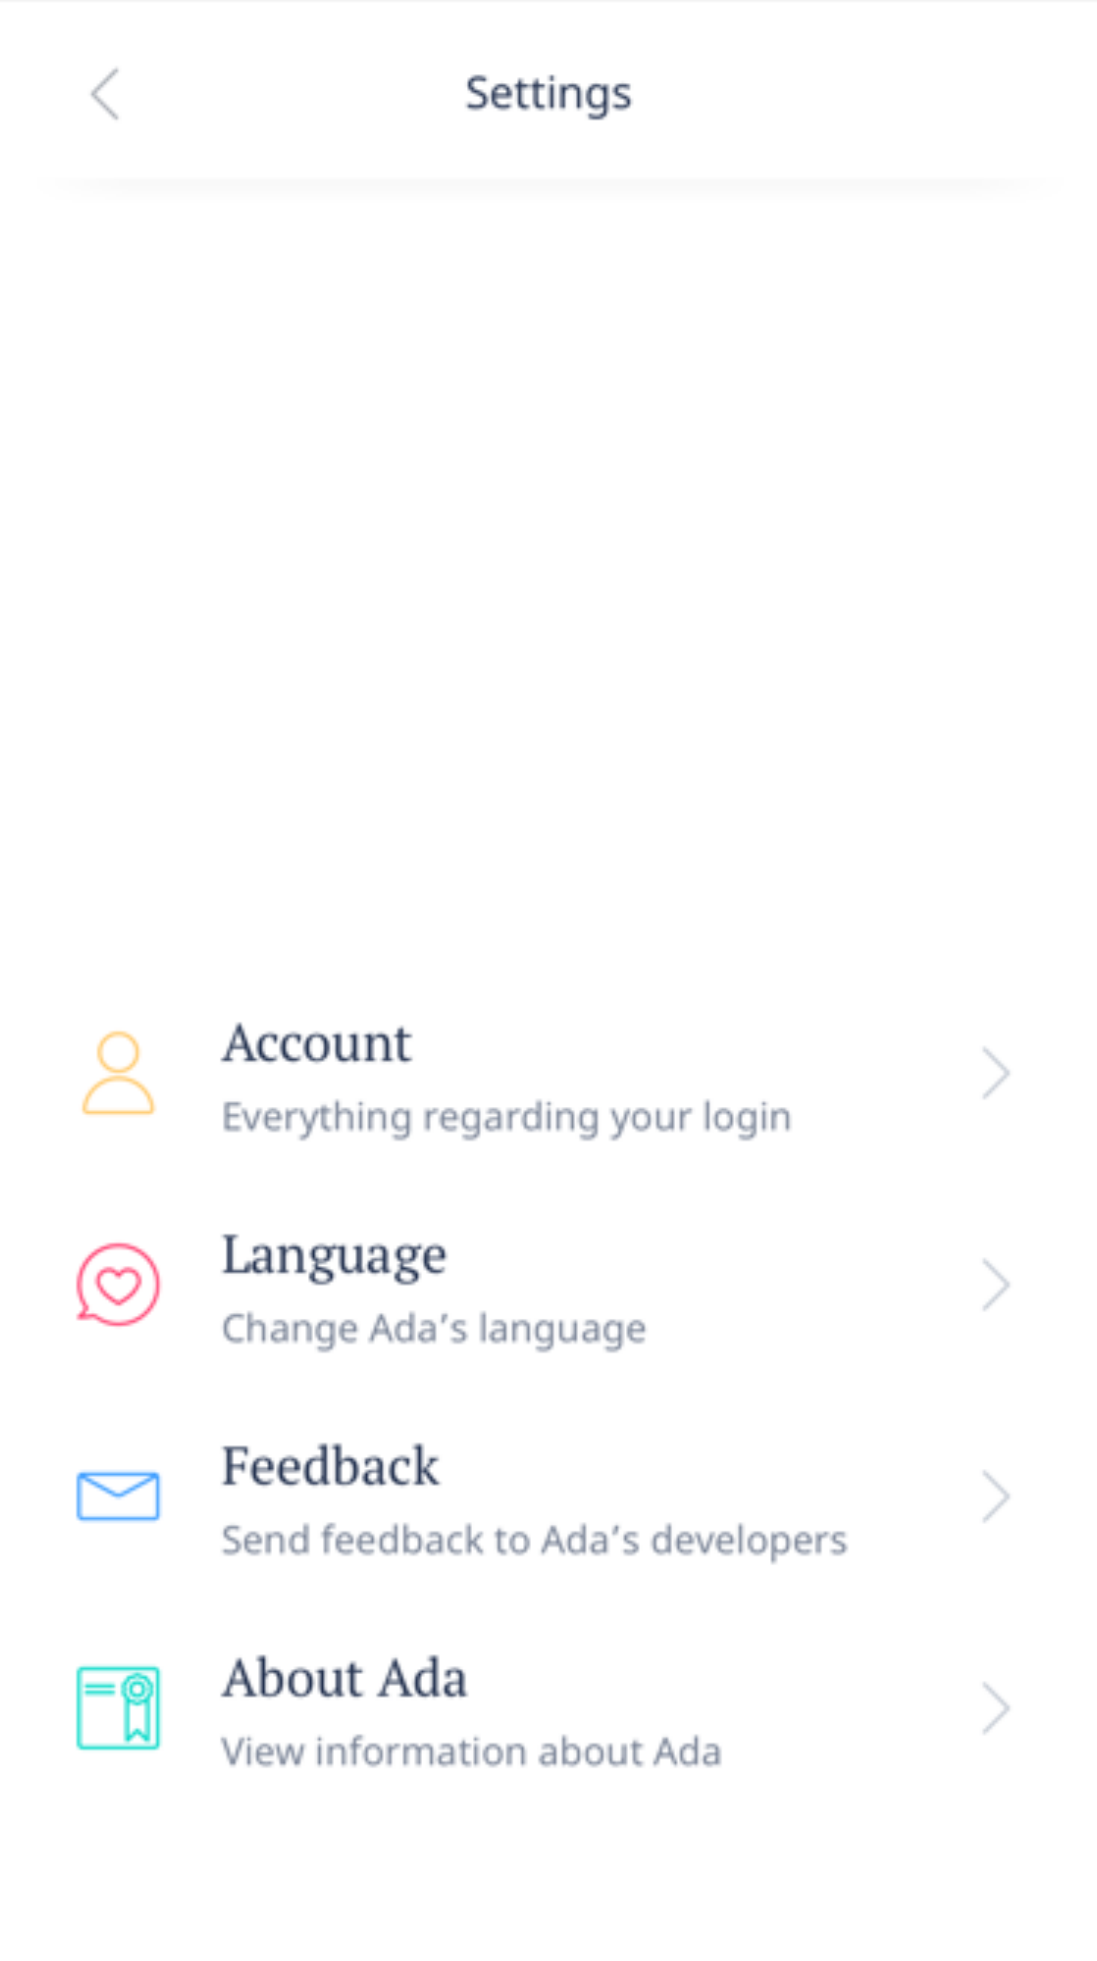 Settings
Account
Everything regarding your login
Language
Change Ada’s language
Feedback
Send feedback to Ada’s developers
About Ada
View information about Ada